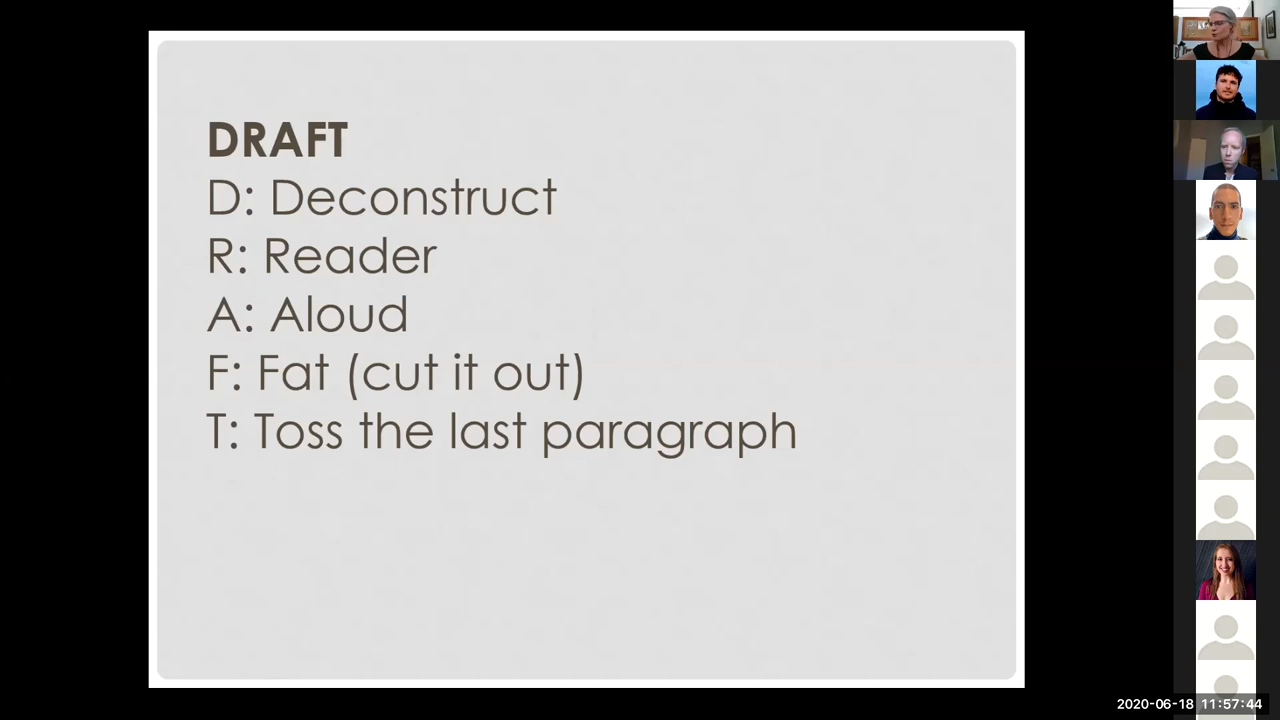 DRAFT
D: Deconstruct
R: Reader
A: Aloud
F: Fat (cut it out)
T: Toss the last paragraph
2020-06-18 11:57:44